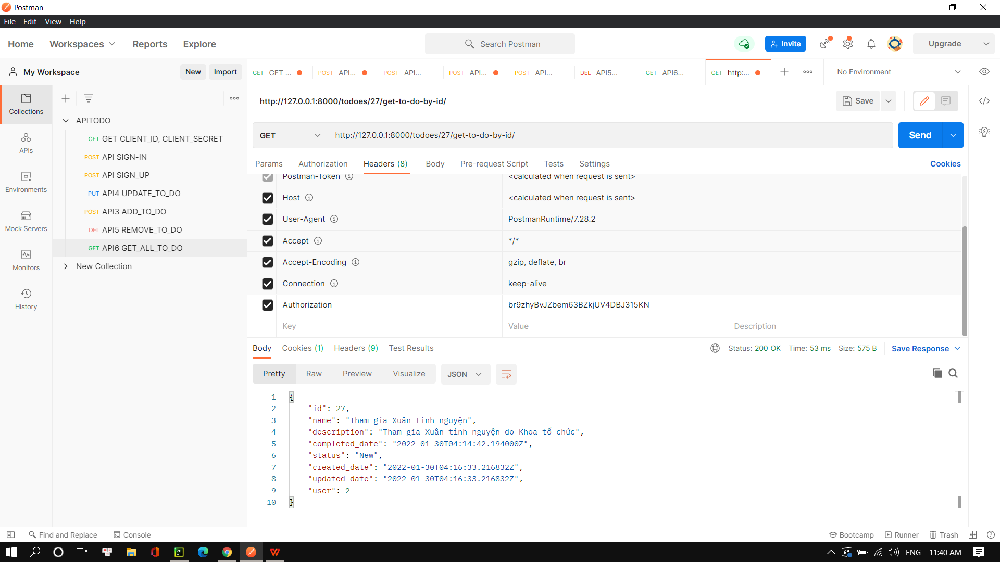 Postman
File Edit View Help
Home Workspaces Reports Explore Search Postman Invite Upgrade
My Workspace New Import
GET GET ... POST API... POST API... POST API... POST API... DEL API5... GET API6... GET http:... No Environment
Collections
APIs
Environments
Mock Servers
Monitors
History
APITODO
GET GET CLIENT_ID, CLIENT_SECRET
POST API SIGN-IN
POST API SIGN_UP
PUT API4 UPDATE_TO_DO
POST API3 ADD_TO_DO
DEL API5 REMOVE_TO_DO
GET API6 GET_ALL_TO_DO
New Collection
http://127.0.0.1:8000/todoes/27/get-to-do-by-id/ Save
GET http://127.0.0.1:8000/todoes/27/get-to-do-by-id/ Send
Params Authorization Headers (8) Body Pre-request Script Tests Settings Cookies
Postman-Token <calculated when request is sent>
Host <calculated when request is sent>
User-Agent PostmanRuntime/7.28.2
Accept */*
Accept-Encoding gzip, deflate, br
Connection keep-alive
Authorization br9zhyBvJZbem63BZkjUV4DBJ315KN
Key Value Description
Body Cookies (1) Headers (9) Test Results Status: 200 OK Time: 53 ms Size: 575 B Save Response
Pretty Raw Preview Visualize JSON
1 {
2 "id": 27,
3 "name": "Tham gia Xuân tình nguyện",
4 "description": "Tham gia Xuân tình nguyện do Khoa tổ chức",
5 "completed_date": "2022-01-30T04:14:42.194000Z",
6 "status": "New",
7 "created_date": "2022-01-30T04:16:33.216832Z",
8 "updated_date": "2022-01-30T04:16:33.216832Z",
9 "user": 2
10 }
Find and Replace Console Bootcamp Runner Trash
ENG 11:40 AM